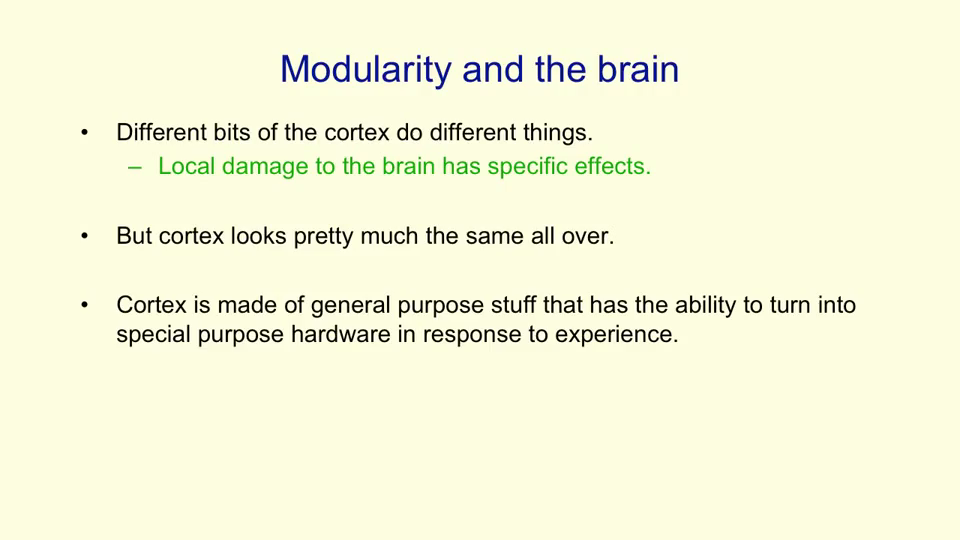 Modularity and the brain
• Different bits of the cortex do different things.
– Local damage to the brain has specific effects.
• But cortex looks pretty much the same all over.
• Cortex is made of general purpose stuff that has the ability to turn into
special purpose hardware in response to experience.